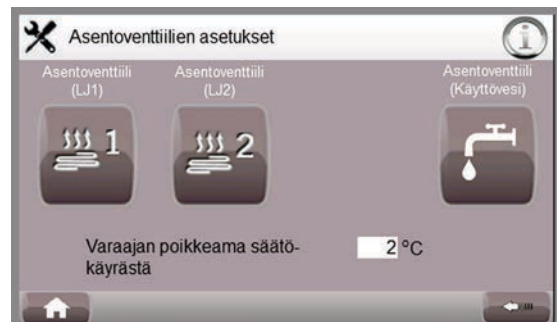 Asentoventtiilien asetukset
i
Asentoventtiili
(LJ1)
Asentoventtiili
(LJ2)
Asentoventtiili
(Käyttövesi)
1
2
Varaajan poikkeama säätö-
käyrästä
2 °C